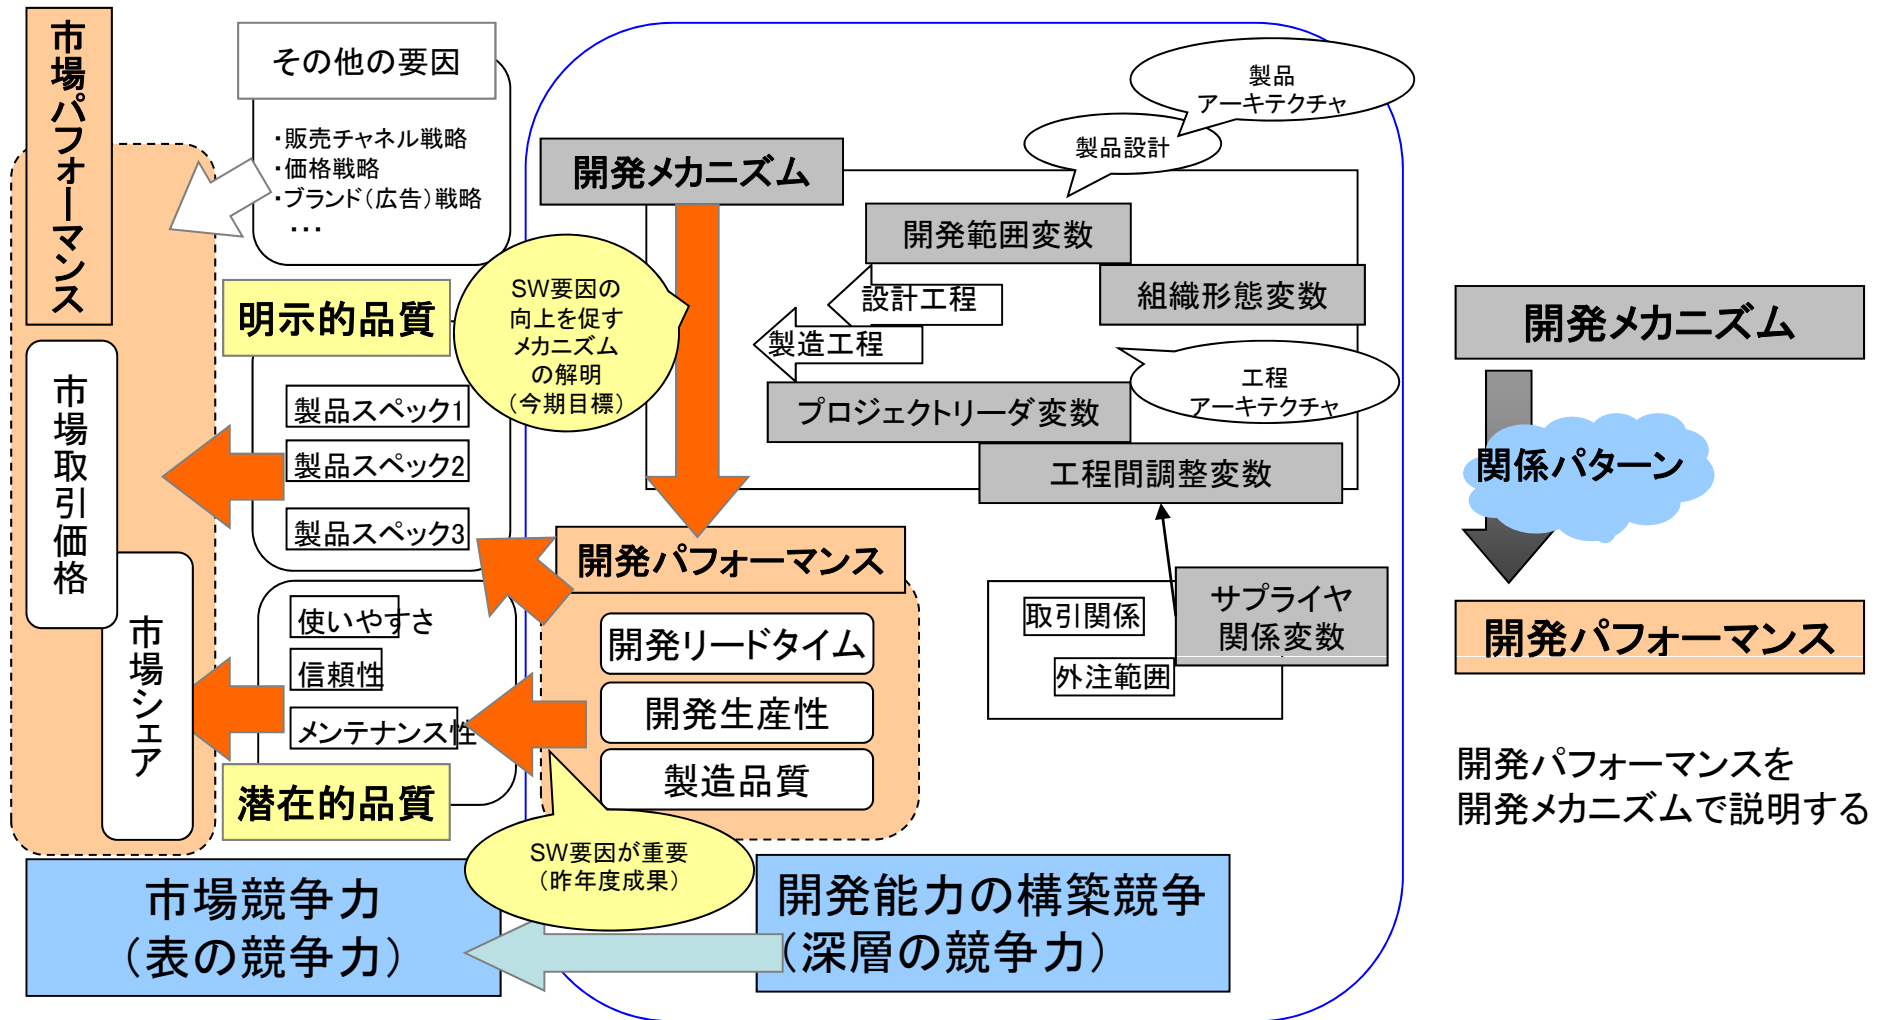 市場パフォーマンス
その他の要因
・販売チャネル戦略
・価格戦略
・ブランド（広告）戦略
・・・
明示的品質
製品スペック1
製品スペック2
製品スペック3
市場取引価格
市場シェア
使いやすさ
信頼性
メンテナンス性
潜在的品質
SW要因の
向上を促す
メカニズム
の解明
（今期目標）
開発メカニズム
製品
アーキテクチャ
製品設計
開発範囲変数
組織形態変数
設計工程
製造工程
工程
アーキテクチャ
プロジェクトリーダ変数
工程間調整変数
開発パフォーマンス
開発リードタイム
開発生産性
製造品質
取引関係
外注範囲
サプライヤ
関係変数
SW要因が重要
（昨年度成果）
市場競争力
（表の競争力）
開発能力の構築競争
（深層の競争力）
開発メカニズム
関係パターン
開発パフォーマンス
開発パフォーマンスを
開発メカニズムで説明する